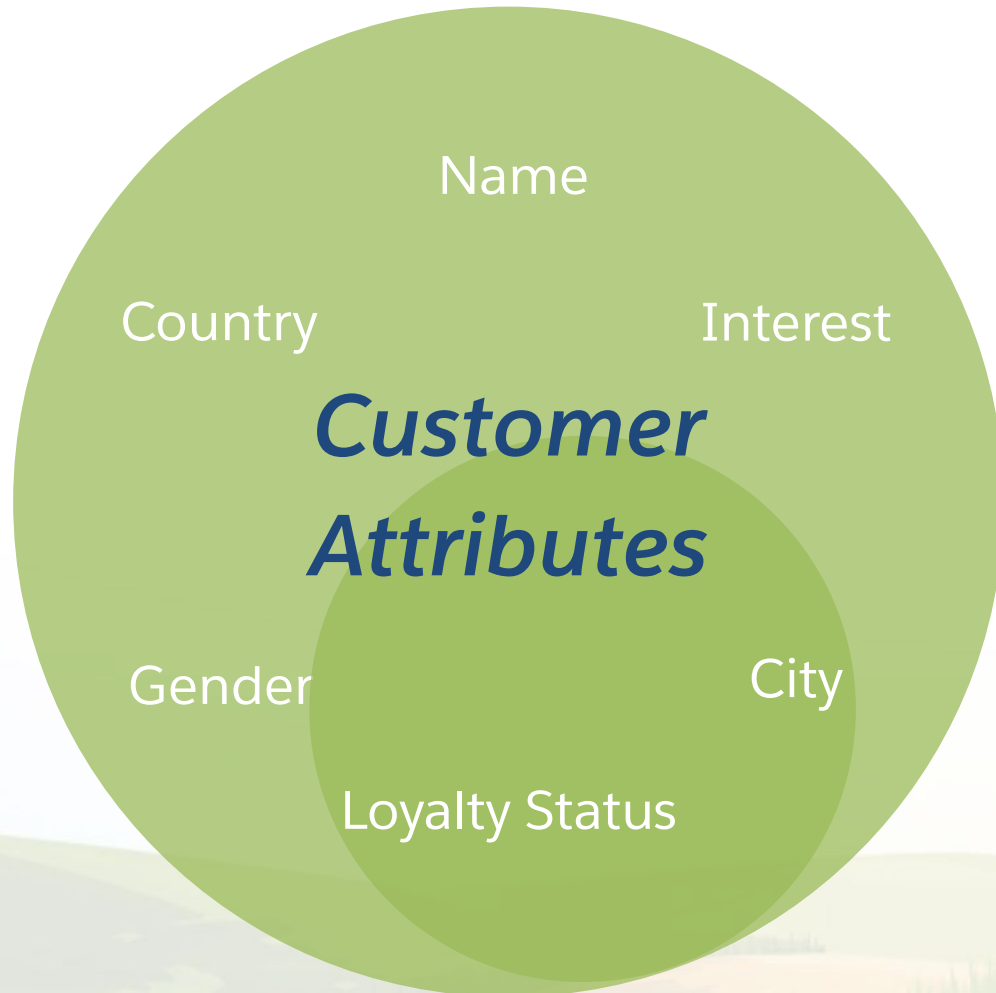 Name
Country
Interest
Customer
Attributes
Gender
City
Loyalty Status